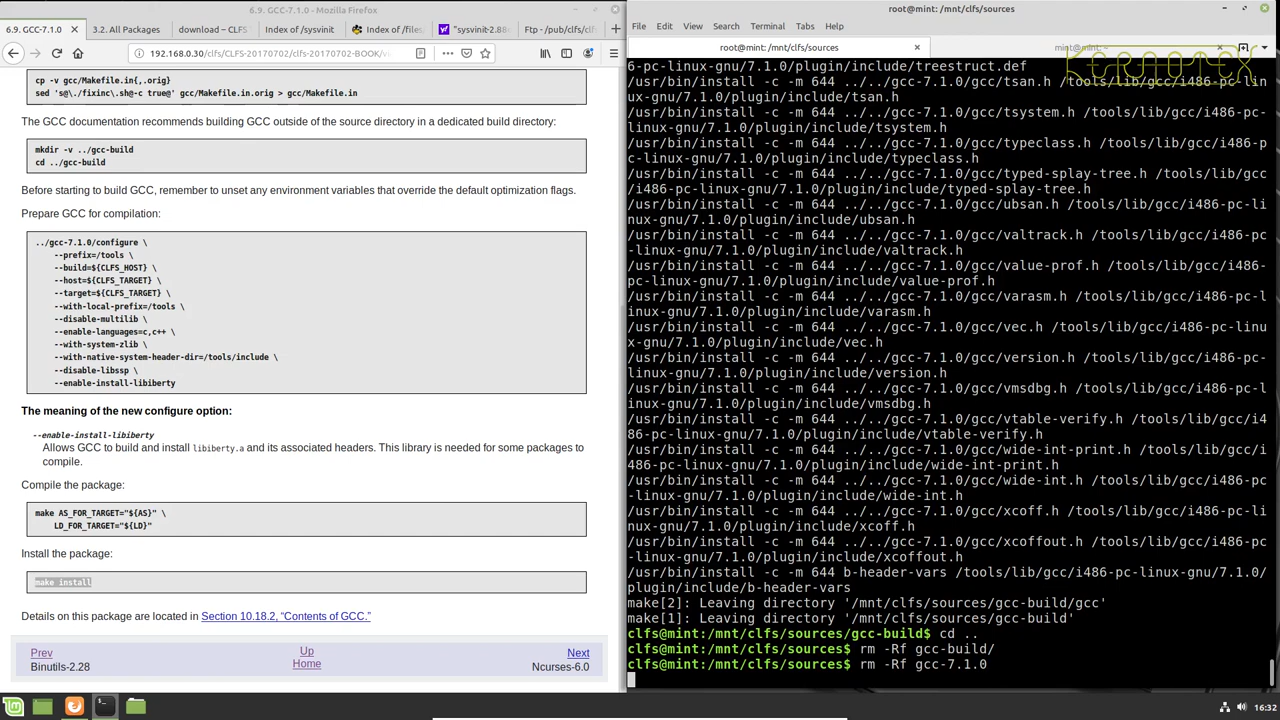 6.9. GCC-7.1.0 - Mozilla Firefox
6.9. GCC-7.1.0
3.2. All Packages
download – CLFS
Index of /sysvinit
Index of /files
"sysvinit-2.88d
Ftp - /pub/clfs/c
192.168.0.30/clfs/CLFS-20170702/clfs-20170702-BOOK/
cp -v gcc/Makefile.in{,.orig}
sed 's@\./fixinc\.sh@-c true@' gcc/Makefile.in.orig > gcc/Makefile.in
The GCC documentation recommends building GCC outside of the source directory in a dedicated build directory:
mkdir -v ../gcc-build
cd ../gcc-build
Before starting to build GCC, remember to unset any environment variables that override the default optimization flags.
Prepare GCC for compilation:
../gcc-7.1.0/configure \
--prefix=/tools \
--build=${CLFS_HOST} \
--host=${CLFS_TARGET} \
--target=${CLFS_TARGET} \
--with-local-prefix=/tools \
--disable-multilib \
--enable-languages=c,c++ \
--with-system-zlib \
--with-native-system-header-dir=/tools/include \
--disable-libssp \
--enable-install-libiberty
The meaning of the new configure option:
--enable-install-libiberty
Allows GCC to build and install libiberty.a and its associated headers. This library is needed for some packages to
compile.
Compile the package:
make AS_FOR_TARGET="${AS}" \
LD_FOR_TARGET="${LD}"
Install the package:
make install
Details on this package are located in Section 10.18.2, “Contents of GCC.”
Prev
Up
Next
Binutils-2.28
Home
Ncurses-6.0
root@mint: /mnt/clfs/sources
File Edit View Search Terminal Tabs Help
root@mint: /mnt/clfs/sources
mint@mint: ~
KERNOTEX
6-pc-linux-gnu/7.1.0/plugin/include/treestruct.def
/usr/bin/install -c -m 644 ../../gcc-7.1.0/gcc/tsan.h /tools/lib/gcc/i486-pc-lin
ux-gnu/7.1.0/plugin/include/tsan.h
/usr/bin/install -c -m 644 ../../gcc-7.1.0/gcc/tsystem.h /tools/lib/gcc/i486-pc-
linux-gnu/7.1.0/plugin/include/tsystem.h
/usr/bin/install -c -m 644 ../../gcc-7.1.0/gcc/typeclass.h /tools/lib/gcc/i486-p
c-linux-gnu/7.1.0/plugin/include/typeclass.h
/usr/bin/install -c -m 644 ../../gcc-7.1.0/gcc/typed-splay-tree.h /tools/lib/gcc
/i486-pc-linux-gnu/7.1.0/plugin/include/typed-splay-tree.h
/usr/bin/install -c -m 644 ../../gcc-7.1.0/gcc/ubsan.h /tools/lib/gcc/i486-pc-li
nux-gnu/7.1.0/plugin/include/ubsan.h
/usr/bin/install -c -m 644 ../../gcc-7.1.0/gcc/valtrack.h /tools/lib/gcc/i486-pc
-linux-gnu/7.1.0/plugin/include/valtrack.h
/usr/bin/install -c -m 644 ../../gcc-7.1.0/gcc/value-prof.h /tools/lib/gcc/i486-
pc-linux-gnu/7.1.0/plugin/include/value-prof.h
/usr/bin/install -c -m 644 ../../gcc-7.1.0/gcc/varasm.h /tools/lib/gcc/i486-pc-l
inux-gnu/7.1.0/plugin/include/varasm.h
/usr/bin/install -c -m 644 ../../gcc-7.1.0/gcc/vec.h /tools/lib/gcc/i486-pc-linu
x-gnu/7.1.0/plugin/include/vec.h
/usr/bin/install -c -m 644 ../../gcc-7.1.0/gcc/version.h /tools/lib/gcc/i486-pc-
linux-gnu/7.1.0/plugin/include/version.h
/usr/bin/install -c -m 644 ../../gcc-7.1.0/gcc/vmsdbg.h /tools/lib/gcc/i486-pc-l
inux-gnu/7.1.0/plugin/include/vmsdbg.h
/usr/bin/install -c -m 644 ../../gcc-7.1.0/gcc/vtable-verify.h /tools/lib/gcc/i4
86-pc-linux-gnu/7.1.0/plugin/include/vtable-verify.h
/usr/bin/install -c -m 644 ../../gcc-7.1.0/gcc/wide-int-print.h /tools/lib/gcc/i
486-pc-linux-gnu/7.1.0/plugin/include/wide-int-print.h
/usr/bin/install -c -m 644 ../../gcc-7.1.0/gcc/wide-int.h /tools/lib/gcc/i486-pc
-linux-gnu/7.1.0/plugin/include/wide-int.h
/usr/bin/install -c -m 644 ../../gcc-7.1.0/gcc/xcoff.h /tools/lib/gcc/i486-pc-li
nux-gnu/7.1.0/plugin/include/xcoff.h
/usr/bin/install -c -m 644 ../../gcc-7.1.0/gcc/xcoffout.h /tools/lib/gcc/i486-pc
-linux-gnu/7.1.0/plugin/include/xcoffout.h
/usr/bin/install -c -m 644 b-header-vars /tools/lib/gcc/i486-pc-linux-gnu/7.1.0/
plugin/include/b-header-vars
make[2]: Leaving directory '/mnt/clfs/sources/gcc-build/gcc'
make[1]: Leaving directory '/mnt/clfs/sources/gcc-build'
clfs@mint:/mnt/clfs/sources/gcc-build$ cd ..
clfs@mint:/mnt/clfs/sources$ rm -Rf gcc-build/
clfs@mint:/mnt/clfs/sources$ rm -Rf gcc-7.1.0
16:32